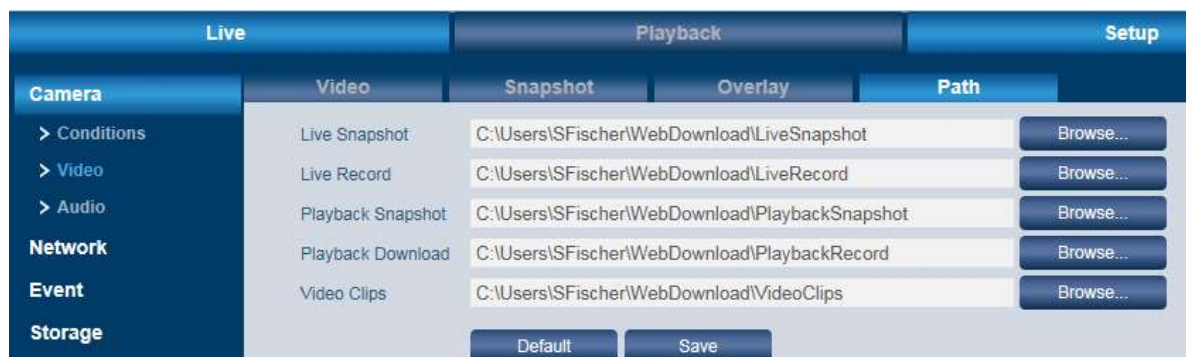 Live Playback Setup
Camera Video Snapshot Overlay Path
> Conditions Live Snapshot C:\Users\SFischer\WebDownload\LiveSnapshot Browse...
> Video Live Record C:\Users\SFischer\WebDownload\LiveRecord Browse...
> Audio Playback Snapshot C:\Users\SFischer\WebDownload\PlaybackSnapshot Browse...
Network Playback Download C:\Users\SFischer\WebDownload\PlaybackRecord Browse...
Event Video Clips C:\Users\SFischer\WebDownload\VideoClips Browse...
Storage Default Save